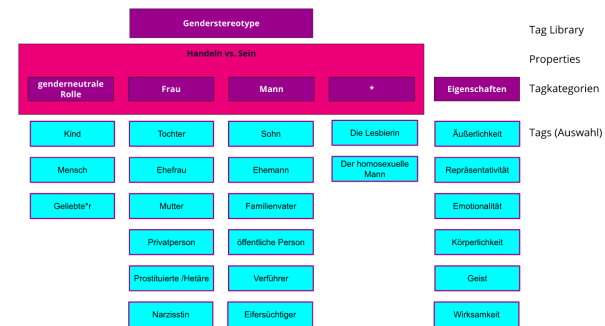 Genderstereotype
Tag Library
Handeln vs. Sein
Properties
genderneutrale
Rolle
Frau
Mann
*
Eigenschaften
Tagkategorien
Kind
Tochter
Sohn
Die Lesbierin
Äußerlichkeit
Tags (Auswahl)
Mensch
Ehefrau
Ehemann
Der homosexuelle
Mann
Repräsentativität
Geliebte*r
Mutter
Familienvater
Emotionalität
Privatperson
öffentliche Person
Körperlichkeit
Prostituierte /Hetäre
Verführer
Geist
Narzisstin
Eifersüchtiger
Wirksamkeit